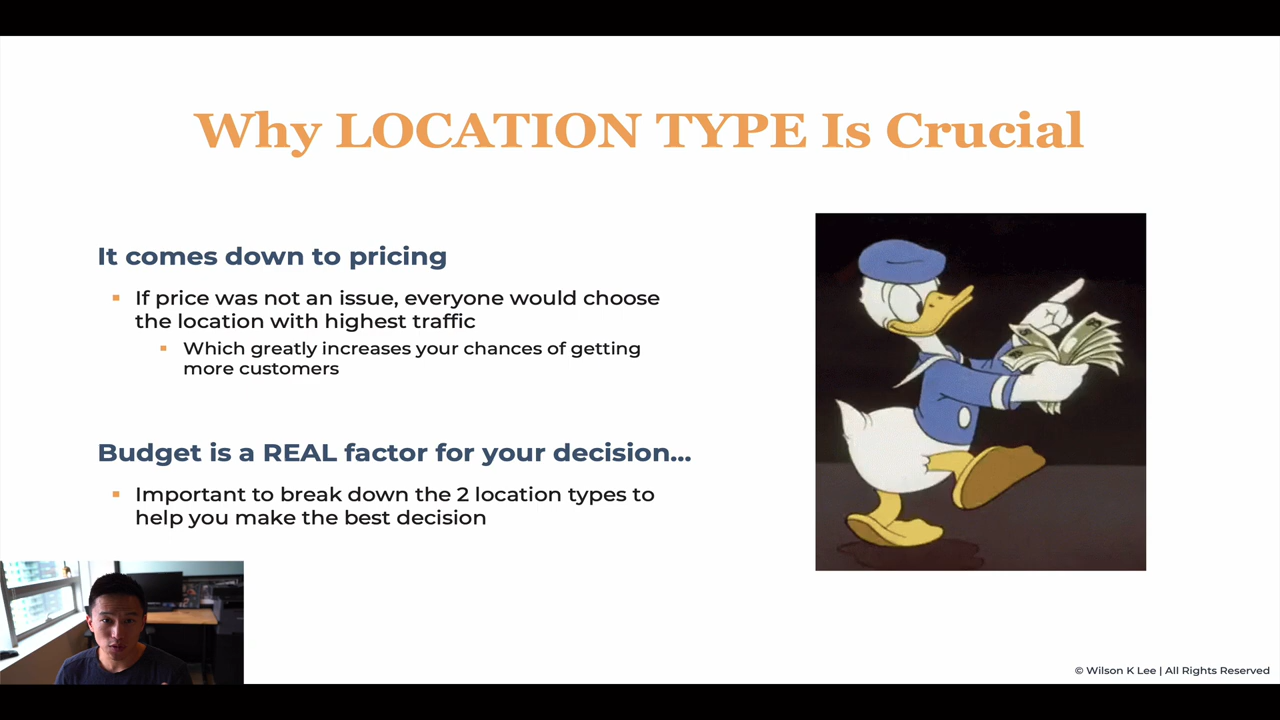 Why LOCATION TYPE Is Crucial
It comes down to pricing
If price was not an issue, everyone would choose
the location with highest traffic
Which greatly increases your chances of getting
more customers
Budget is a REAL factor for your decision...
Important to break down the 2 location types to
help you make the best decision
© Wilson K Lee | All Rights Reserved